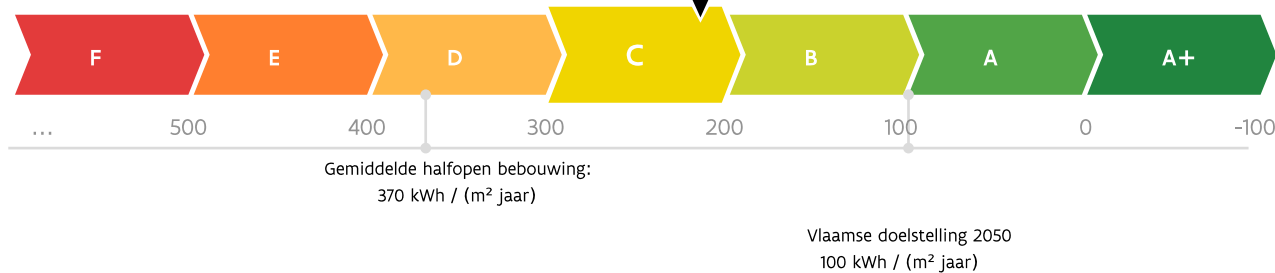 F E D C B A A+
... 500 400 300 200 100 0 -100
Gemiddelde halfopen bebouwing:
370 kWh / (m² jaar)
Vlaamse doelstelling 2050
100 kWh / (m² jaar)